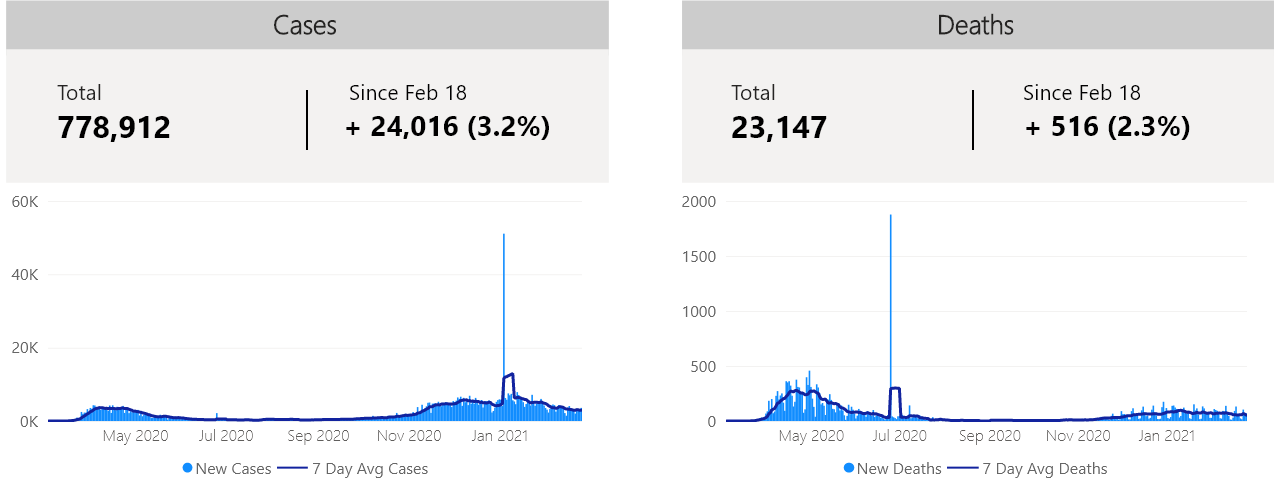 Cases
Total
778,912
Since Feb 18
+ 24,016 (3.2%)
60K
40K
20K
0K
May 2020 Jul 2020 Sep 2020 Nov 2020 Jan 2021
New Cases 7 Day Avg Cases
Deaths
Total
23,147
Since Feb 18
+ 516 (2.3%)
2000
1500
1000
500
0
May 2020 Jul 2020 Sep 2020 Nov 2020 Jan 2021
New Deaths 7 Day Avg Deaths